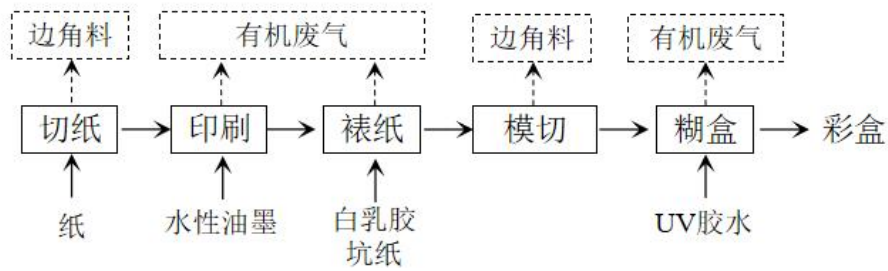 边角料
有机废气
边角料
有机废气
切纸
印刷
裱纸
模切
糊盒
彩盒
纸
水性油墨
白乳胶
坑纸
UV胶水